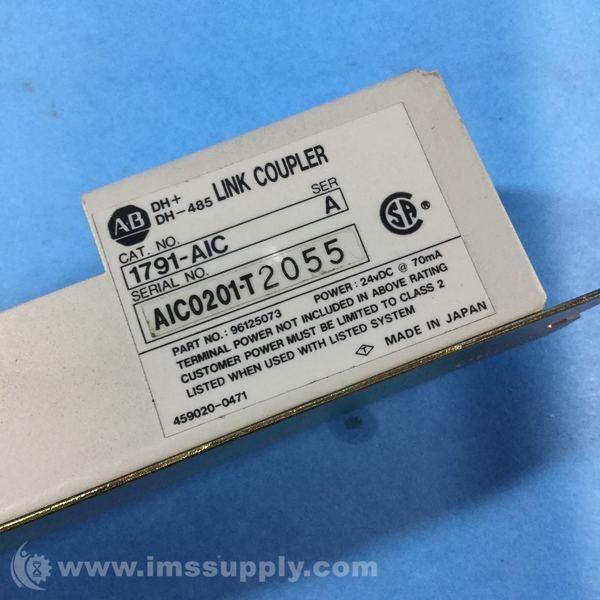 AB
DH+
DH-485 LINK COUPLER
CAT. NO.
SER
1791-AIC A
SERIAL NO.
AIC0201-T2055
PART NO.: 96125073 POWER: 24VDC @ 70mA
TERMINAL POWER NOT INCLUDED IN ABOVE RATING
CUSTOMER POWER MUST BE LIMITED TO CLASS 2
LISTED WHEN USED WITH LISTED SYSTEM
MADE IN JAPAN
459020-0471
SA
www.imssupply.com